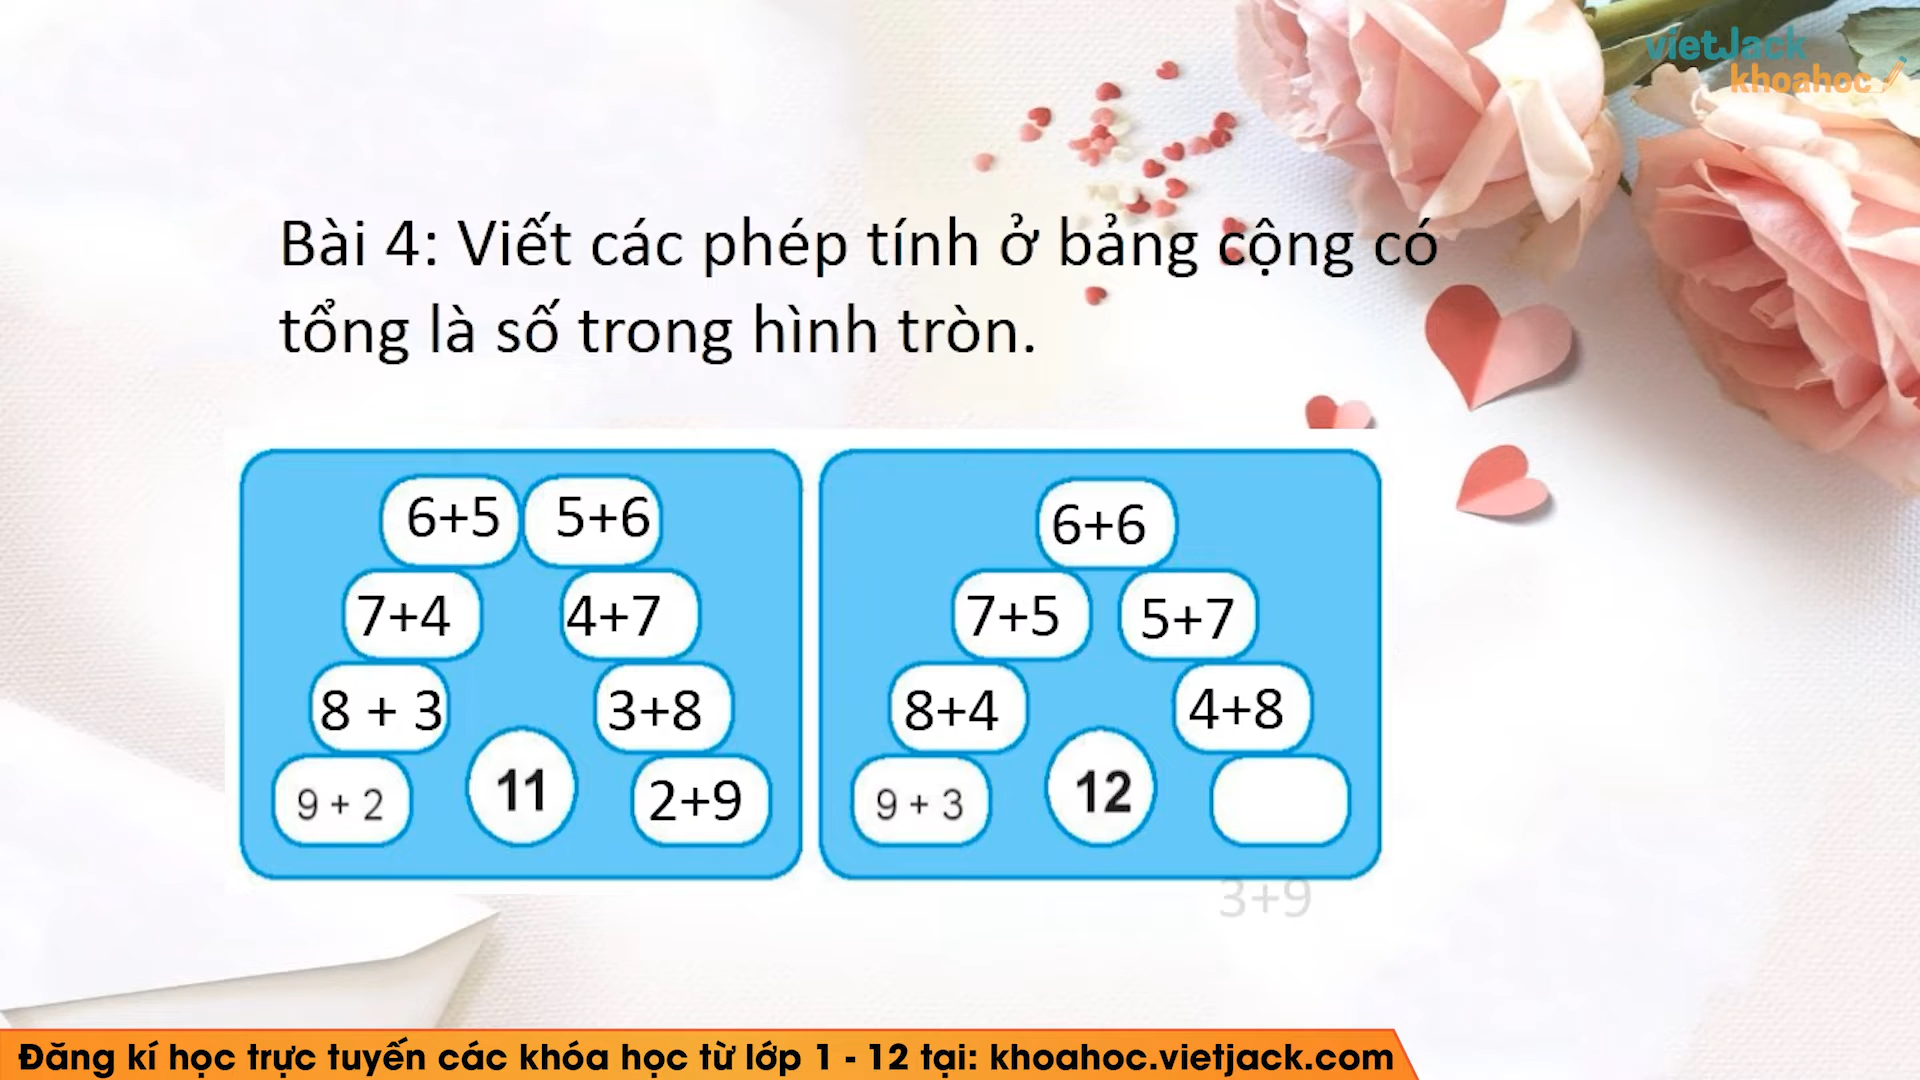 vietJack
khoahoc
Bài 4: Viết các phép tính ở bảng cộng có
tổng là số trong hình tròn.
6+5 5+6
7+4 4+7
8 + 3 3+8
9 + 2 11 2+9
6+6
7+5 5+7
8+4 4+8
9 + 3 12
3+9
Đăng kí học trực tuyến các khóa học từ lớp 1 - 12 tại: khoahoc.vietjack.com